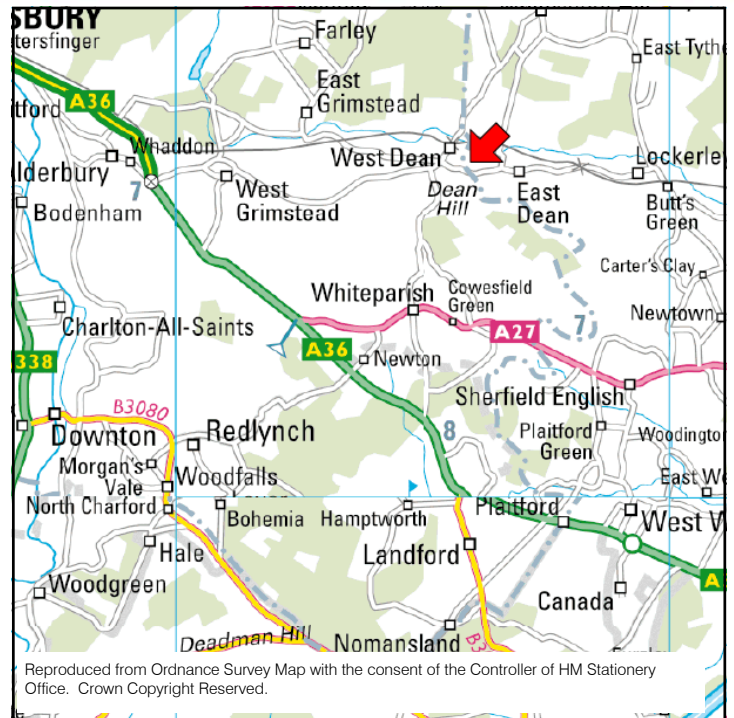 SBURY
tersfinger
Farley
East Tythe
East
Grimstead
A36
tford
Whaddon
West Dean
Lockerley
lderbury
7
West
Grimstead
Dean
Hill
East
Dean
Butt's
Green
Bodenham
Carter's Clay
Whiteparish
Cowesfield
Green
Newtown
Charlton-All-Saints
7
A27
A36
338
Newton
Sherfield English
B3080
Downton
Redlynch
8
Plaitford
Green
Woodington
Morgan's
Vale
Woodfalls
East We
North Charford
Bohemia
Hamptworth
Plaitford
West W
Hale
Landford
A
Woodgreen
Canada
Deadman Hill
Nomansland
B3
Reproduced from Ordnance Survey Map with the consent of the Controller of HM Stationery
Office. Crown Copyright Reserved.